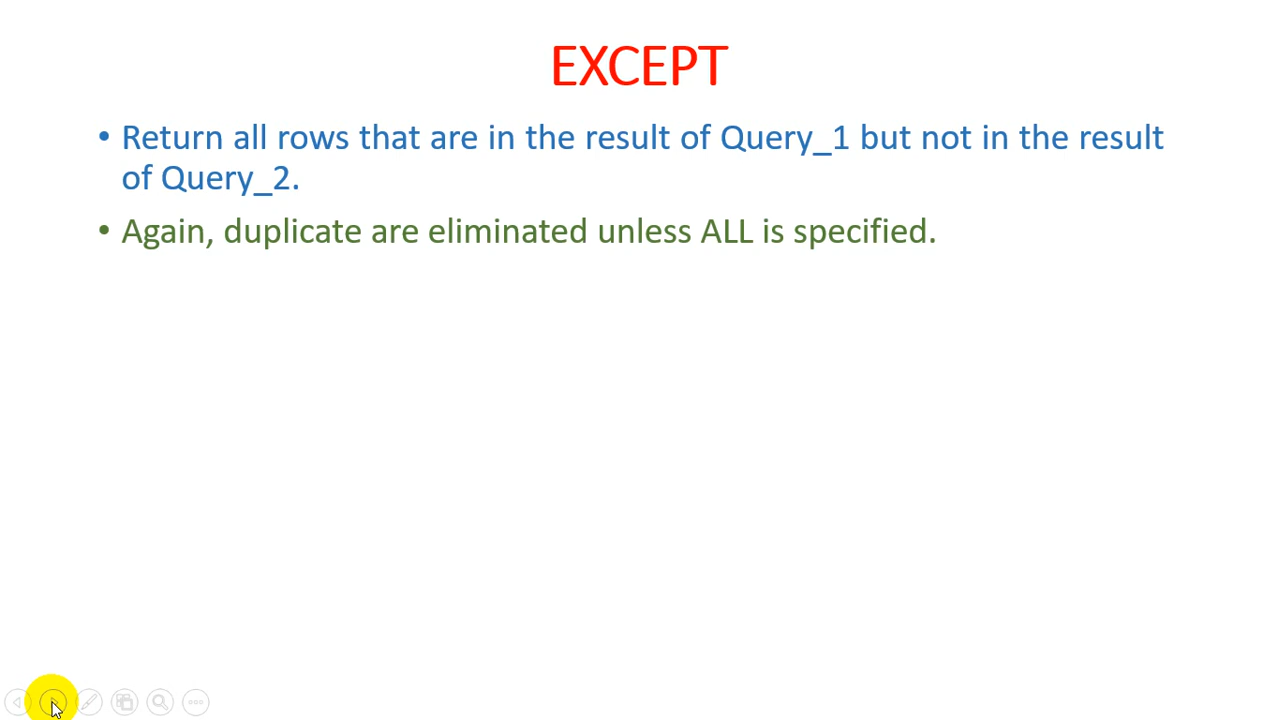 EXCEPT
• Return all rows that are in the result of Query_1 but not in the result
of Query_2.
• Again, duplicate are eliminated unless ALL is specified.